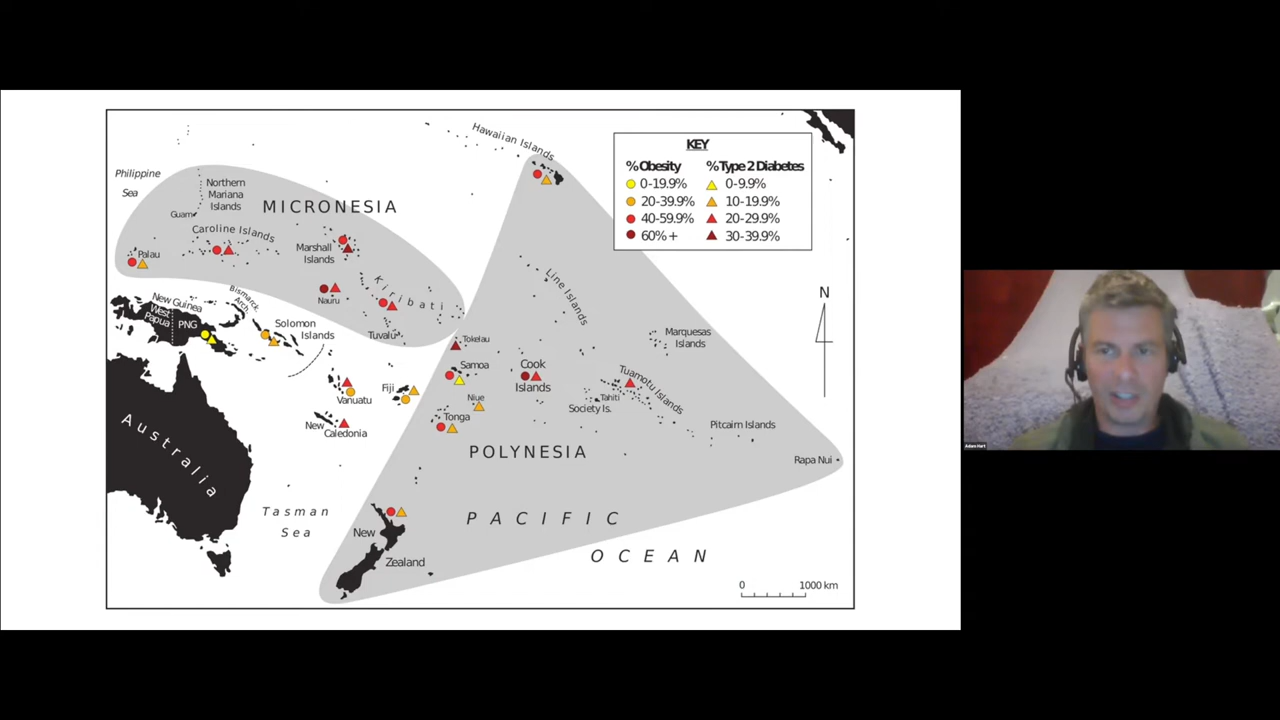 Hawaiian Islands
KEY
% Obesity
% Type 2 Diabetes
0-19.9%
0-9.9%
20-39.9%
10-19.9%
40-59.9%
20-29.9%
60% +
30-39.9%
Philippine
Sea
Northern
Mariana
Islands
Guam
MICRONESIA
Caroline Islands
Palau
Marshall
Islands
Nauru
Kiribati
Tuvalu
New Guinea
West
Papua
PNG
Bismarck
Arch.
Solomon
Islands
Line Islands
N
Marquesas
Islands
Tokelau
Samoa
Cook
Islands
Niue
Tonga
Fiji
Vanuatu
New
Caledonia
Tuamotu Islands
Tahiti
Society Is.
Pitcairn Islands
Rapa Nui
POLYNESIA
Australia
Tasman
Sea
PACIFIC
OCEAN
New
Zealand
0
1000 km
Adam Hart